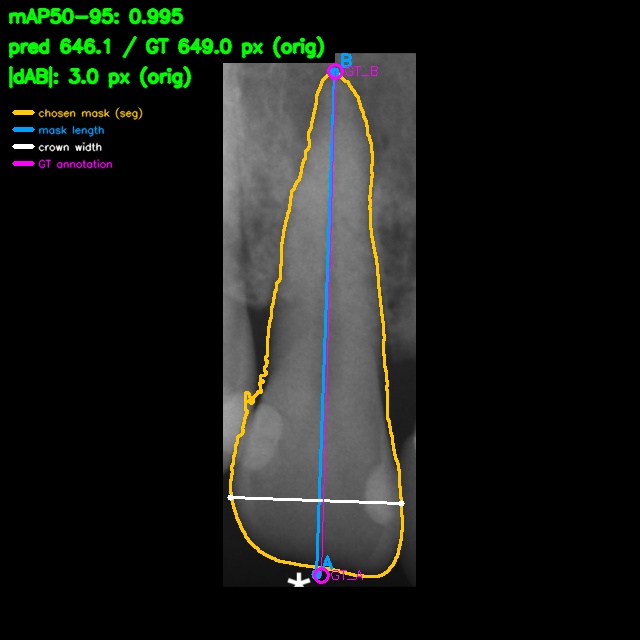 mAP50-95: 0.995
pred 646.1 / GT 649.0 px (orig)
|dAB|: 3.0 px (orig)
chosen mask (seg)
mask length
crown width
GT annotation
B
GT_B
A
GT_A